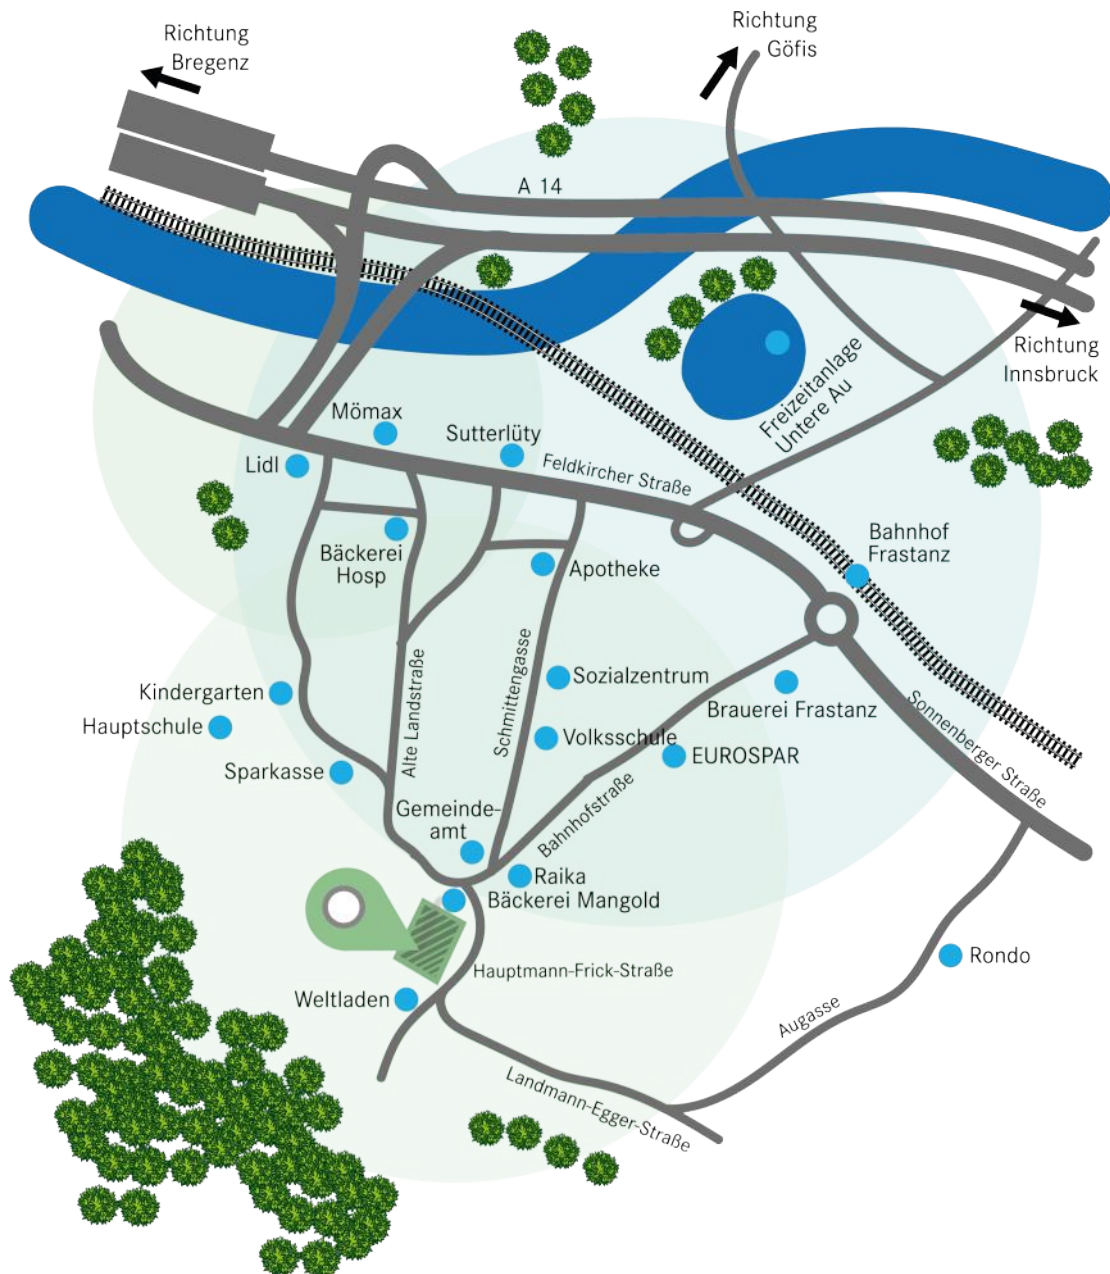 Richtung
Bregenz
Richtung
Göfis
A 14
Richtung
Innsbruck
Freizeitanlage
Untere Au
Mömax
Sutterlüty
Lidl
Feldkircher Straße
Bäckerei
Hosp
Apotheke
Bahnhof
Frastanz
Kindergarten
Hauptschule
Sparkasse
Alte Landstraße
Schmittengasse
Sozialzentrum
Volksschule
Brauerei Frastanz
EUROSPAR
Sonnenberger Straße
Bahnhofstraße
Gemeinde-
amt
Raika
Bäckerei Mangold
Hauptmann-Frick-Straße
Weltladen
Rondo
Augasse
Landmann-Egger-Straße